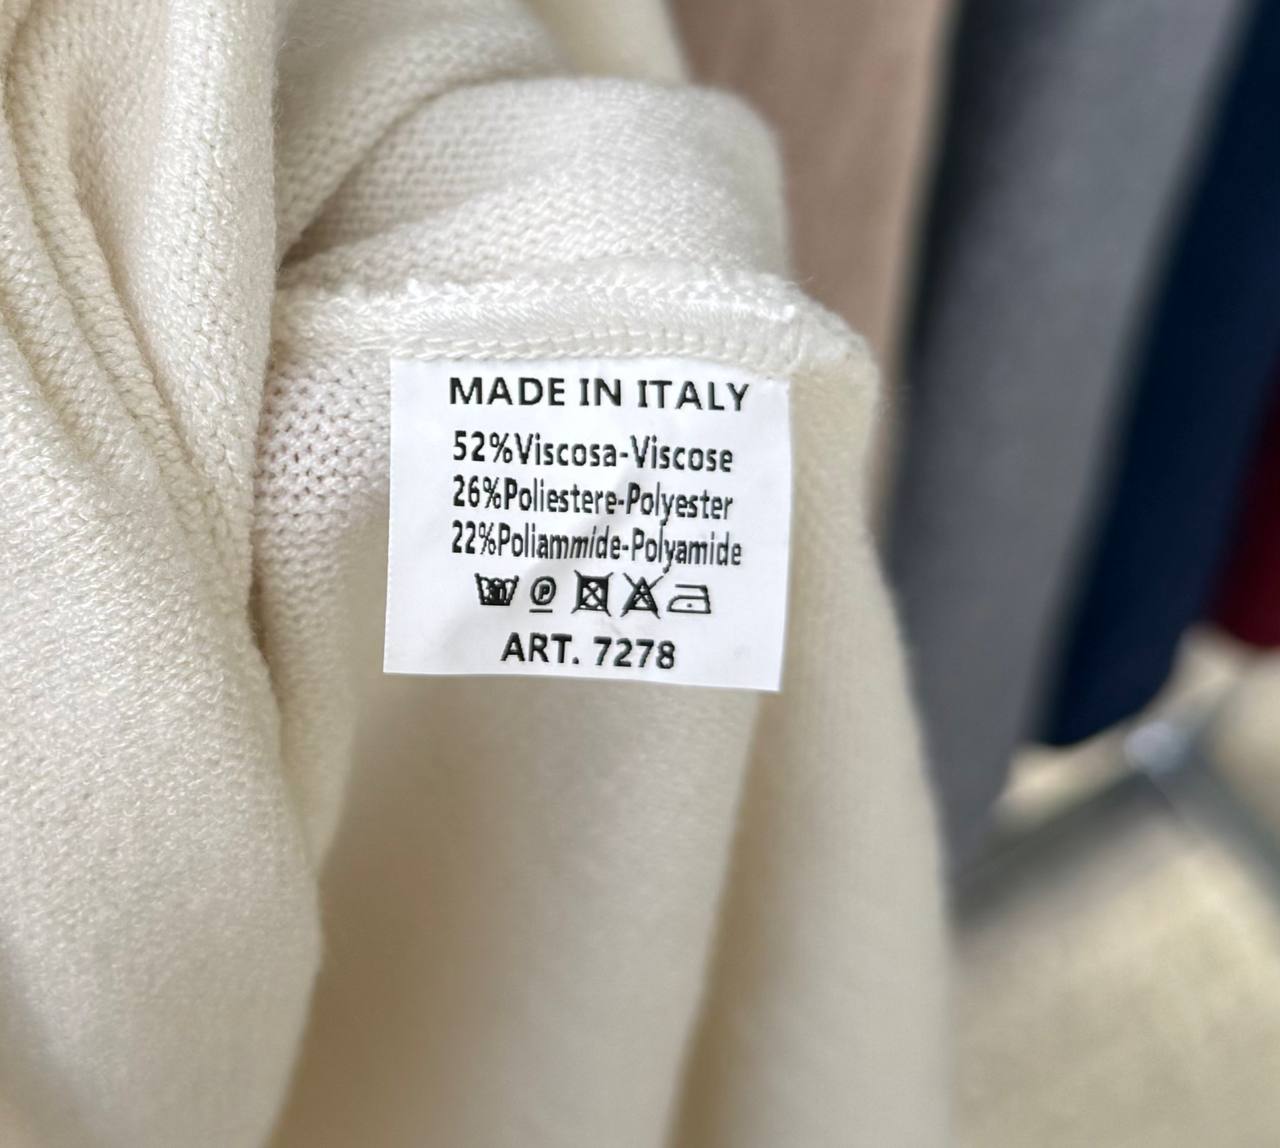 MADE IN ITALY
52%Viscosa-Viscose
26%Poliestere-Polyester
22%Poliammide-Polyamide
P
ART. 7278